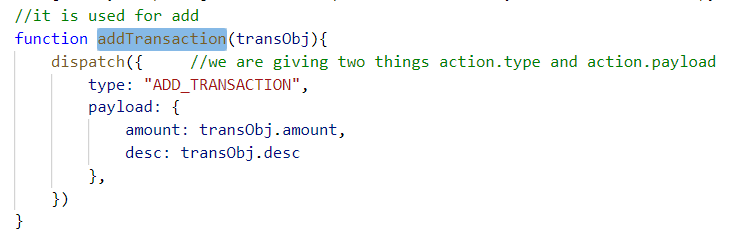 //it is used for add
function addTransaction(transObj){
    dispatch({     //we are giving two things action.type and action.payload
        type: "ADD_TRANSACTION",
        payload: {
            amount: transObj.amount,
            desc: transObj.desc
        },
    })
}